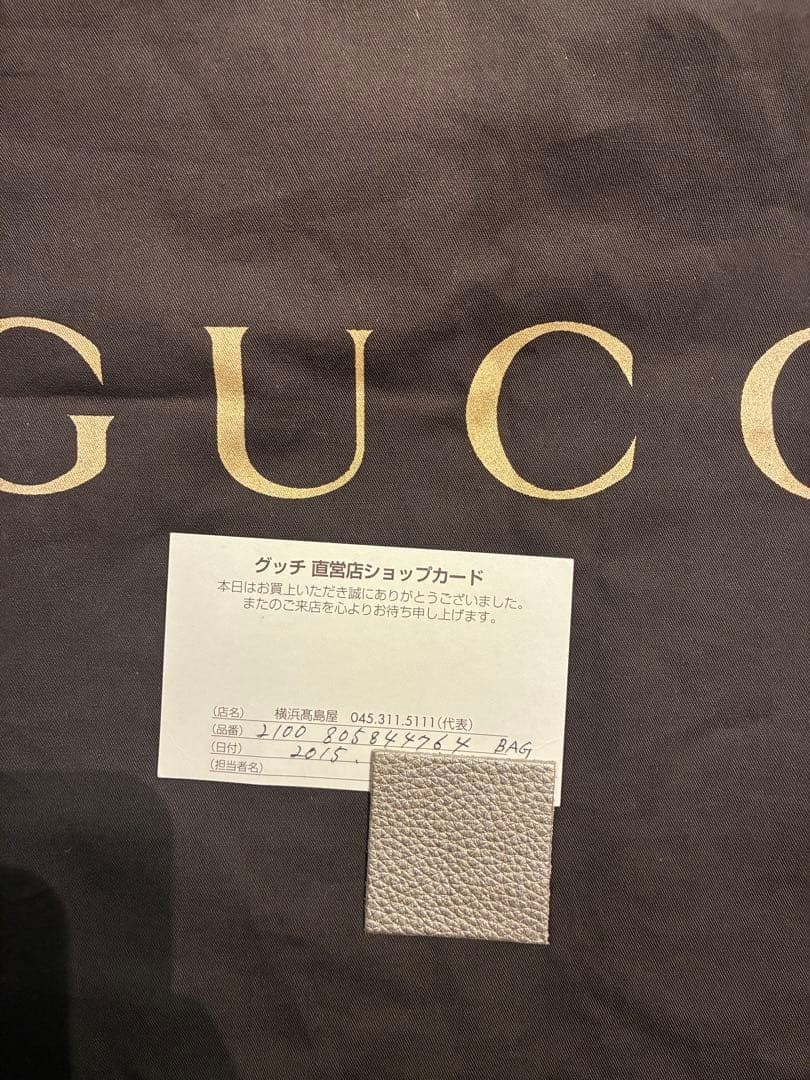 GUCC
グッチ 直営店ショップカード
本日はお買上いただき誠にありがとうございました。
またのご来店を心よりお待ち申し上げます。
(店名) 横浜髙島屋 045.311.5111(代表)
(品番) 2100 805844764 BAG
(日付) 2015.
(担当者名)